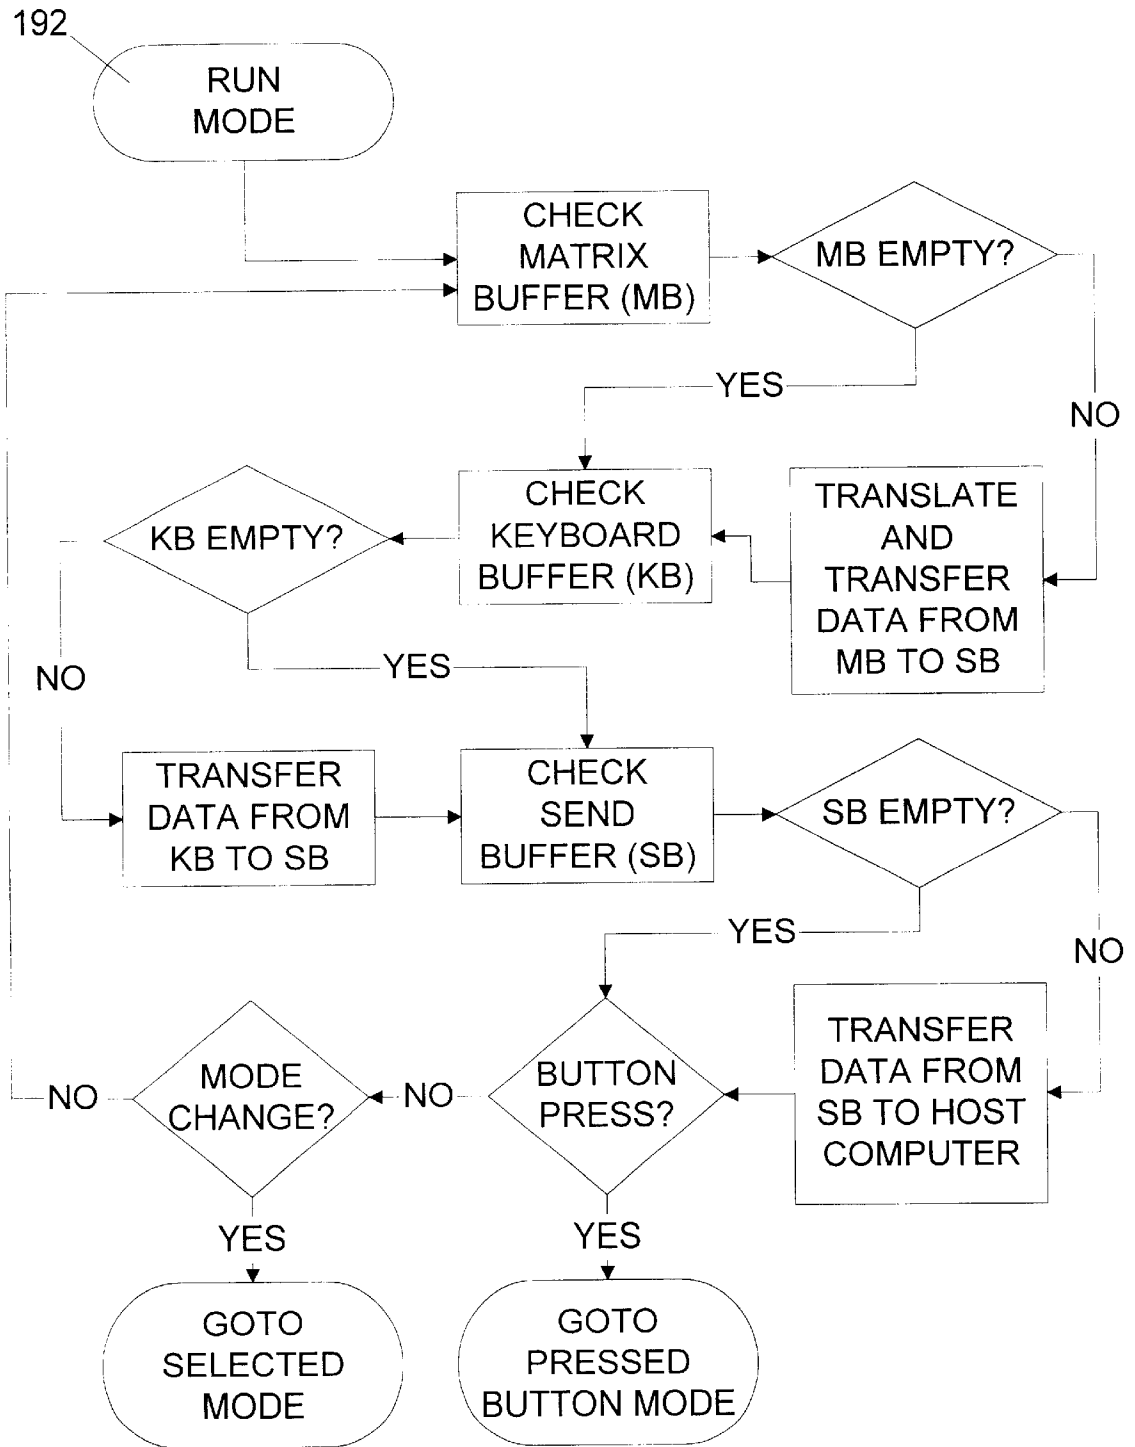 192
RUN
MODE
CHECK
MATRIX
BUFFER (MB)
MB EMPTY?
YES
NO
KB EMPTY?
CHECK
KEYBOARD
BUFFER (KB)
TRANSLATE
AND
TRANSFER
DATA FROM
MB TO SB
NO
YES
TRANSFER
DATA FROM
KB TO SB
CHECK
SEND
BUFFER (SB)
SB EMPTY?
YES
NO
NO
MODE
CHANGE?
NO
BUTTON
PRESS?
TRANSFER
DATA FROM
SB TO HOST
COMPUTER
YES
YES
GOTO
SELECTED
MODE
GOTO
PRESSED
BUTTON MODE